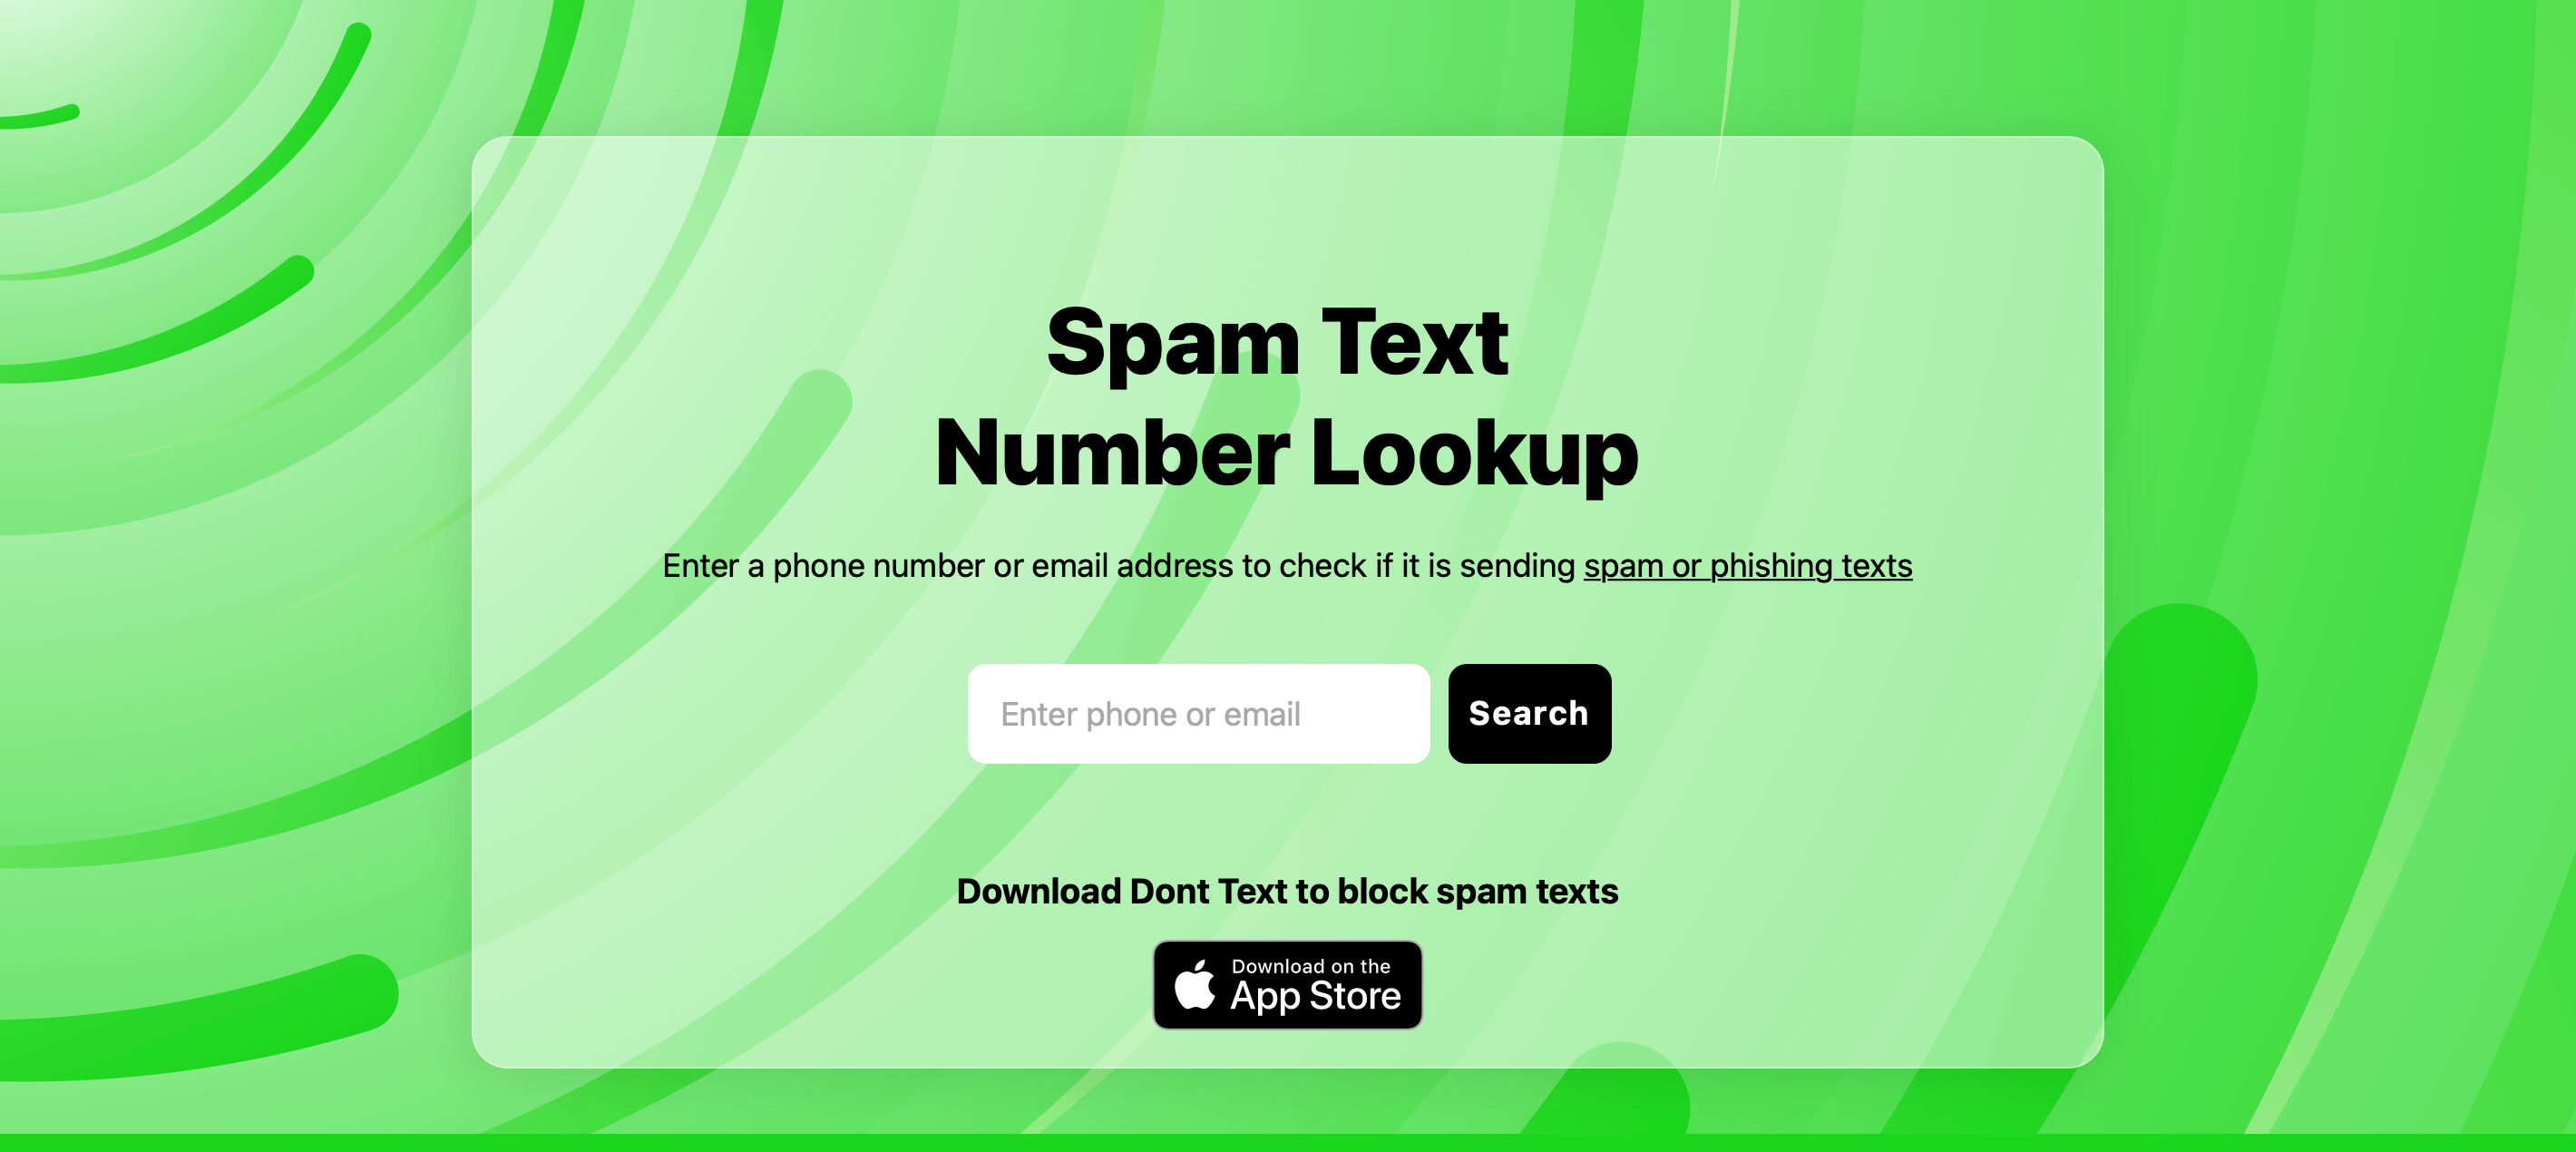 Spam Text
Number Lookup
Enter a phone number or email address to check if it is sending spam or phishing texts
Enter phone or email
Search
Download Dont Text to block spam texts
Download on the
App Store